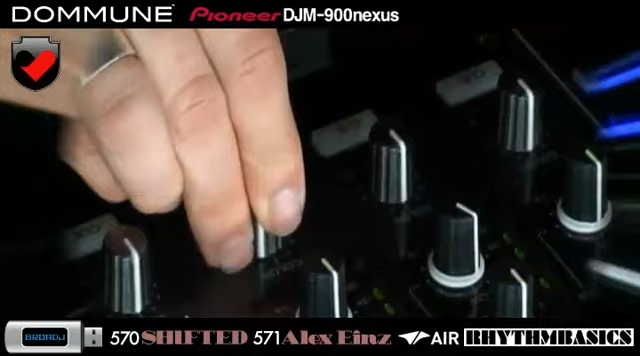 DOMMUNE Pioneer DJM-900nexus
BROADJ 570 SHIFTED 571 Alex Einz AIR RHYTHMBASICS